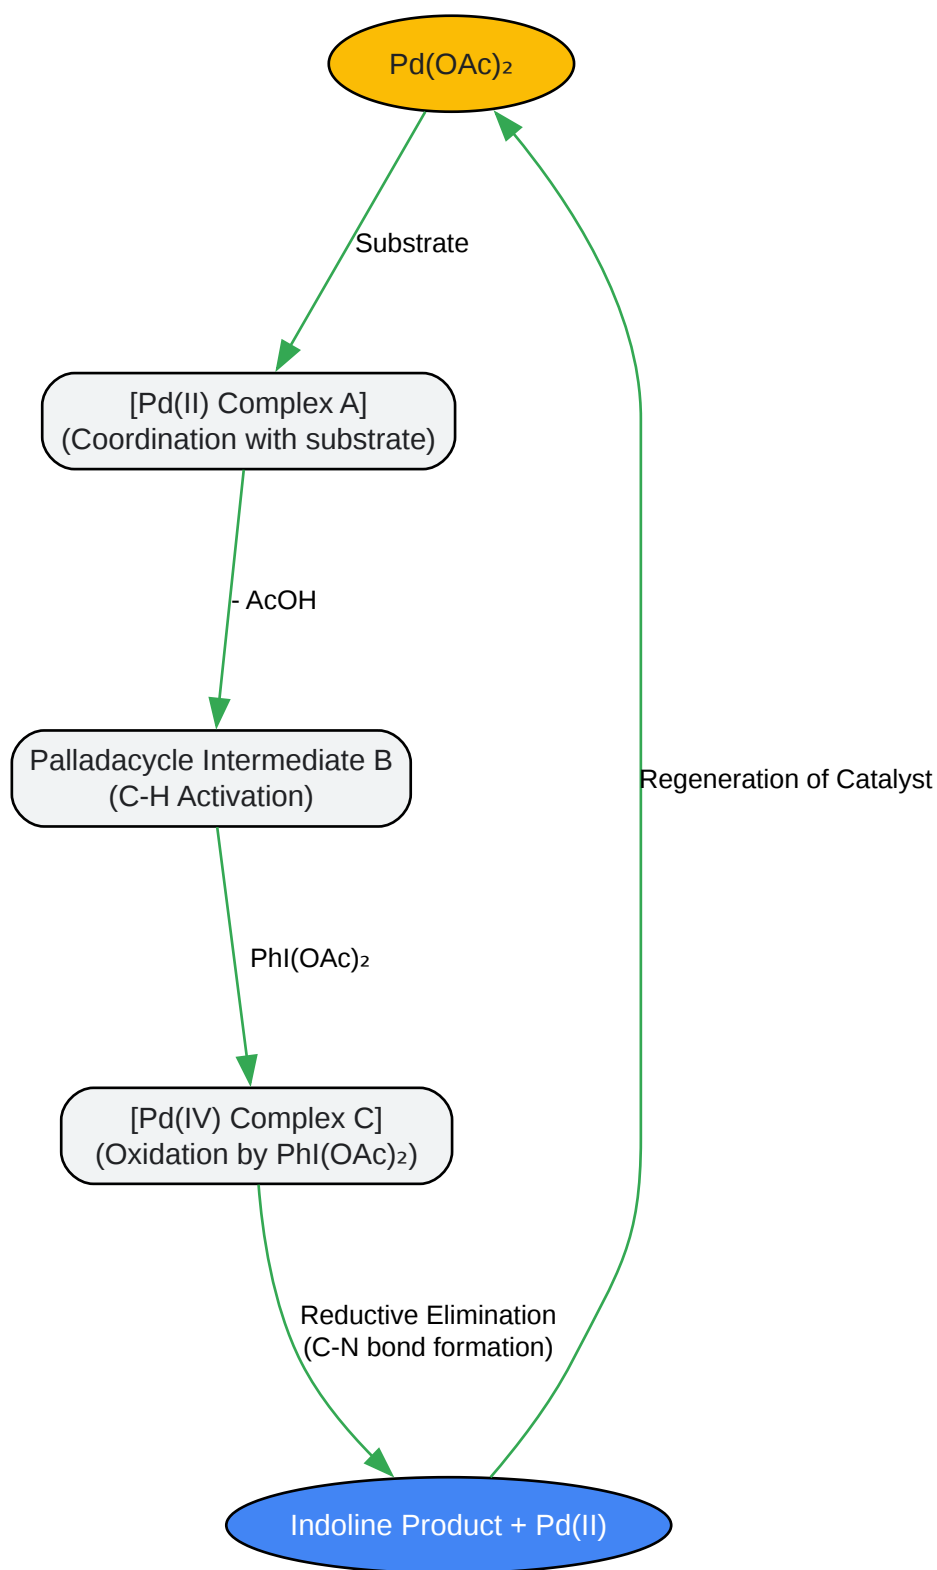 Pd(OAc)₂
Substrate
[Pd(II) Complex A]
(Coordination with substrate)
- AcOH
Palladacycle Intermediate B
(C-H Activation)
Regeneration of Catalyst
PhI(OAc)₂
[Pd(IV) Complex C]
(Oxidation by PhI(OAc)₂)
Reductive Elimination
(C-N bond formation)
Indoline Product + Pd(II)